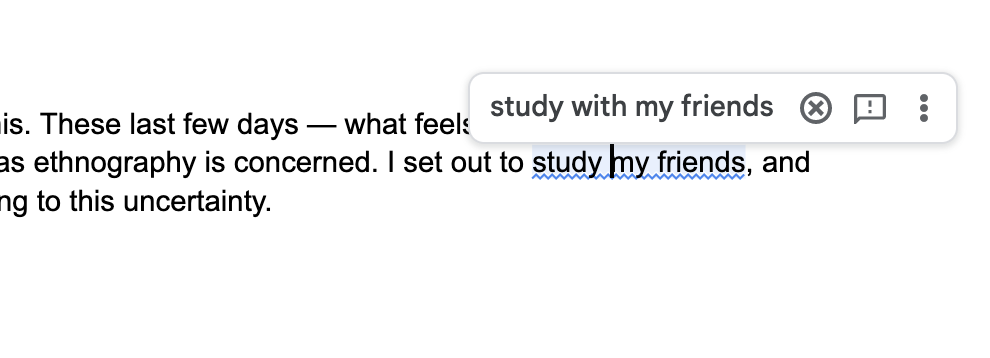 study with my friends
is. These last few days — what feels
as ethnography is concerned. I set out to study my friends, and
ng to this uncertainty.